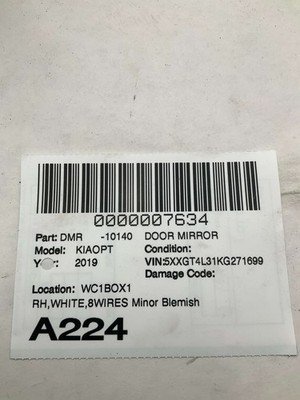 0000007634
Part: DMR -10140 DOOR MIRROR
Model: KIAOPT Condition:
2019 VIN:5XXGT4L31KG271699
Damage Code:
Location: WC1BOX1
RH,WHITE,8WIRES Minor Blemish
A224